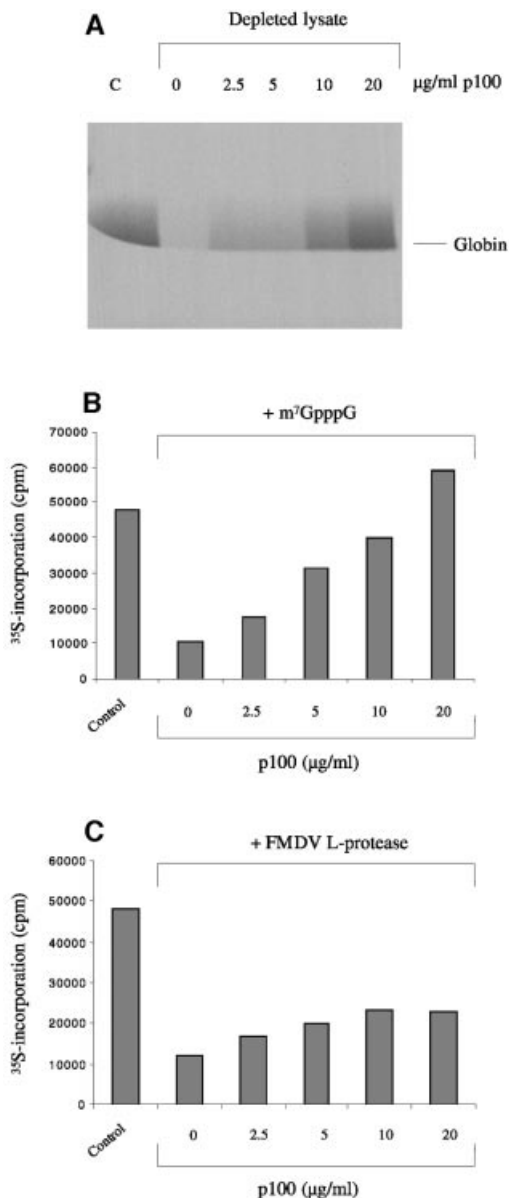 A
Depleted lysate
C 0 2.5 5 10 20 µg/ml p100
Globin
B
+ m⁷GpppG
³⁵S-incorporation (cpm)
70000
60000
50000
40000
30000
20000
10000
0
Control 0 2.5 5 10 20
p100 (µg/ml)
C
+ FMDV L-protease
³⁵S-incorporation (cpm)
60000
50000
40000
30000
20000
10000
0
Control 0 2.5 5 10 20
p100 (µg/ml)